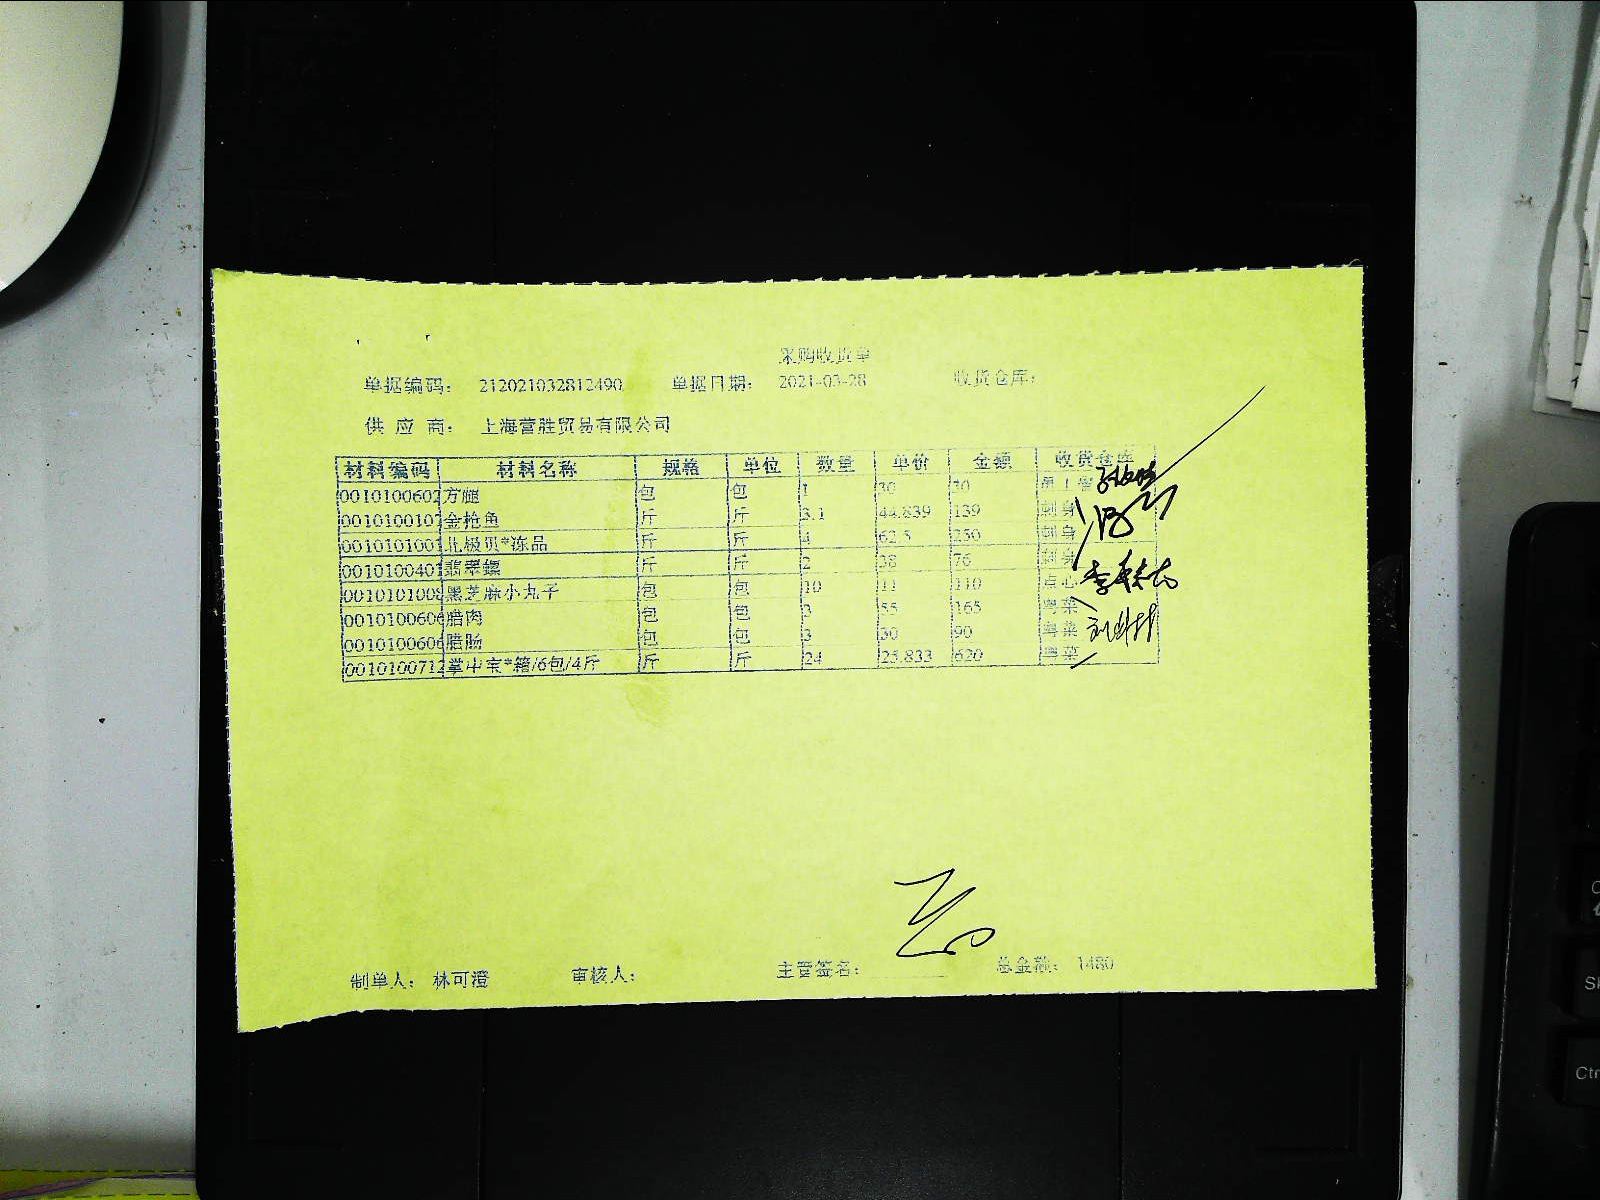 采购收货单
单据编码： 212021032812490 单据日期： 2021-03-28 收货仓库：
供 应 商： 上海营胜贸易有限公司
材料编码 材料名称 规格 单位 数量 单价 金额 收货仓库
0010100602 方腿 包 包 1 30 30
0010100107 金枪鱼 斤 斤 3.1 44.839 139 刺身
0010101001 北极贝*冻品 斤 斤 4 62.5 250 刺身
0010100401 翡翠螺 斤 斤 2 38 76 刺身
0010101008 黑芝麻小丸子 包 包 10 11 110 点心
0010100606 腊肉 包 包 3 55 165 粤菜
0010100606 腊肠 包 包 3 30 90 粤菜
0010100712 掌中宝*箱/6包/4斤 斤 斤 24 25.833 620 粤菜
制单人： 林可澄 审核人： 主管签名： 总金额： 1480